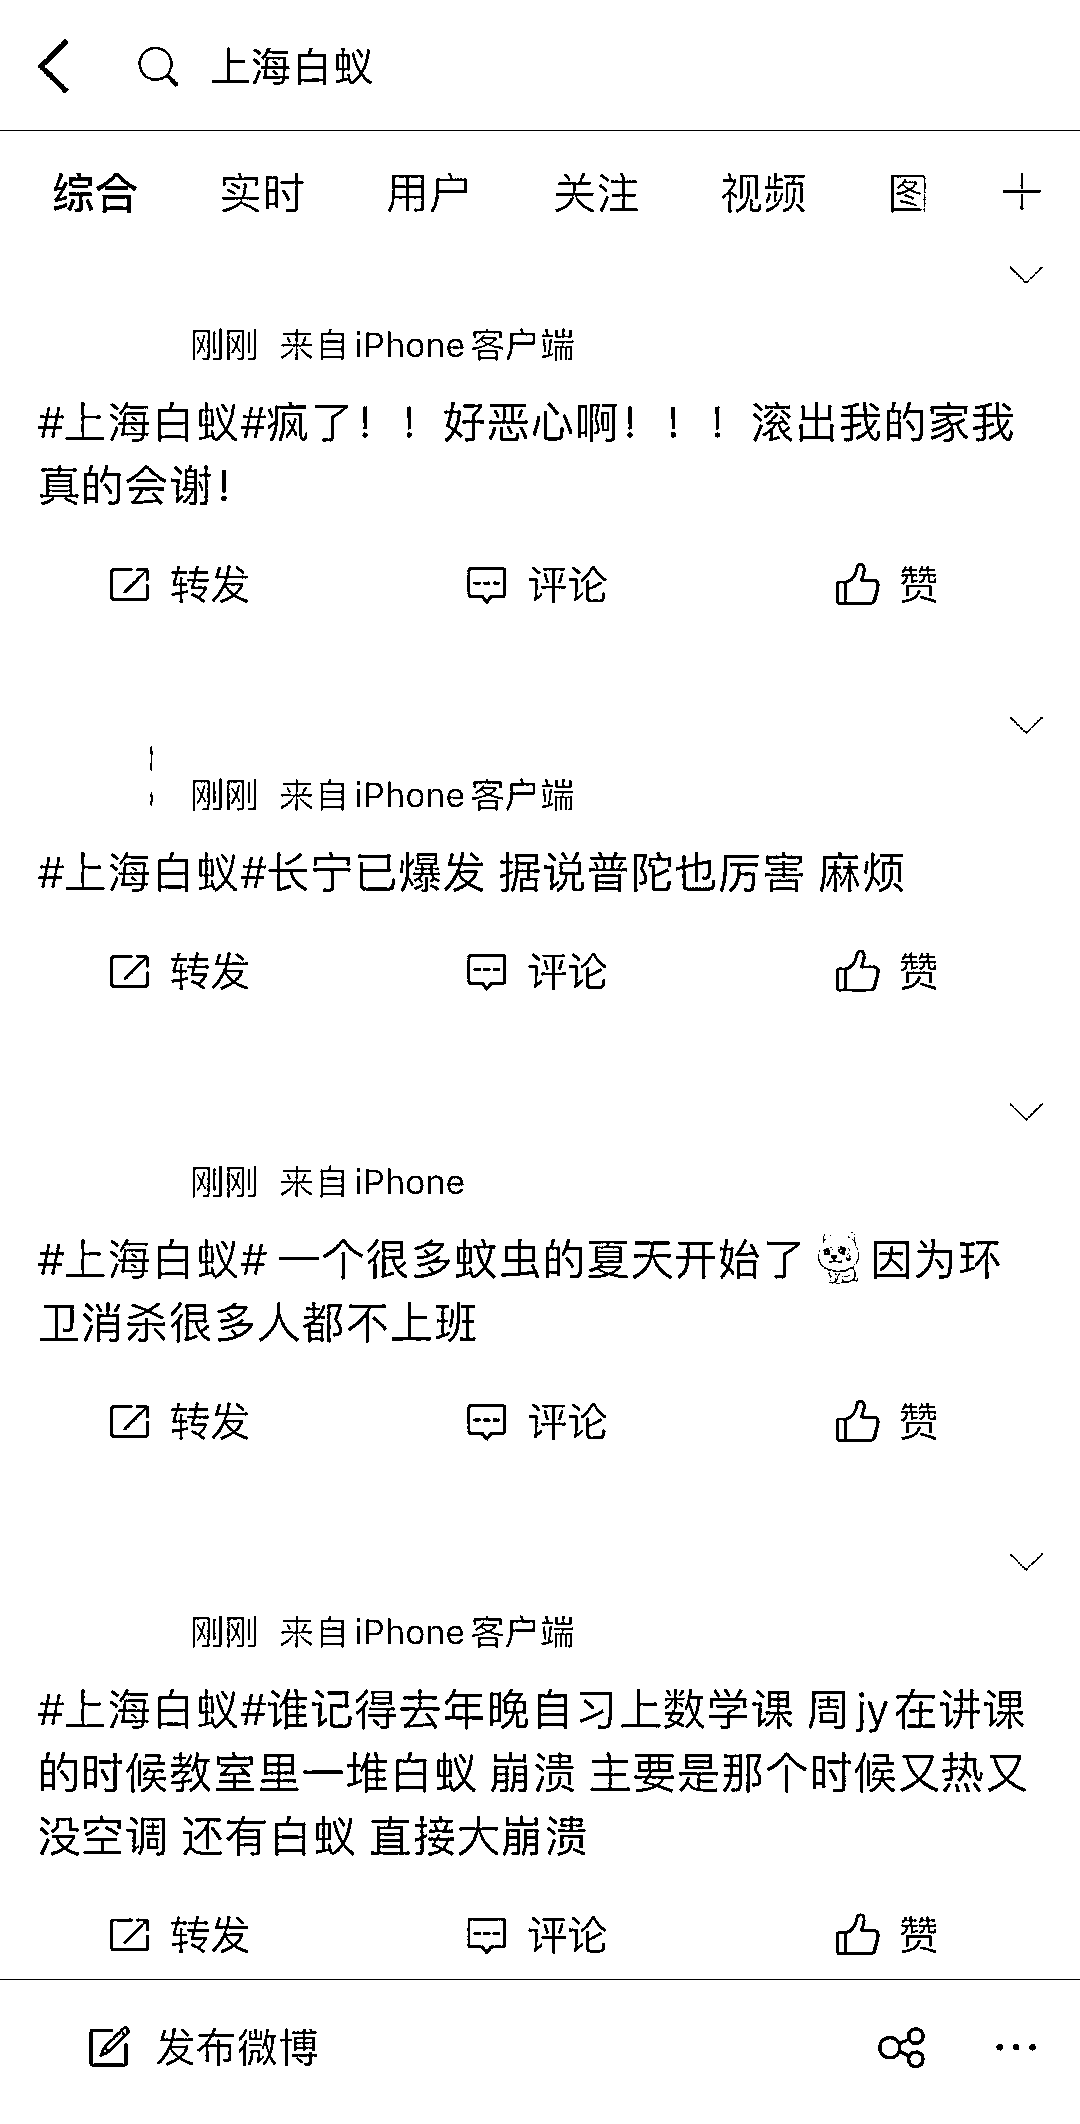 上海白蚁
综合 实时 用户 关注 视频 图
刚刚 来自iPhone客户端
#上海白蚁#疯了！！好恶心啊！！！滚出我的家我
真的会谢！
转发 评论 赞
刚刚 来自iPhone客户端
#上海白蚁#长宁已爆发 据说普陀也厉害 麻烦
转发 评论 赞
刚刚 来自iPhone
#上海白蚁# 一个很多蚊虫的夏天开始了 因为环
卫消杀很多人都不上班
转发 评论 赞
刚刚 来自iPhone客户端
#上海白蚁#谁记得去年晚自习上数学课 周jy在讲课
的时候教室里一堆白蚁 崩溃 主要是那个时候又热又
没空调 还有白蚁 直接大崩溃
转发 评论 赞
发布微博